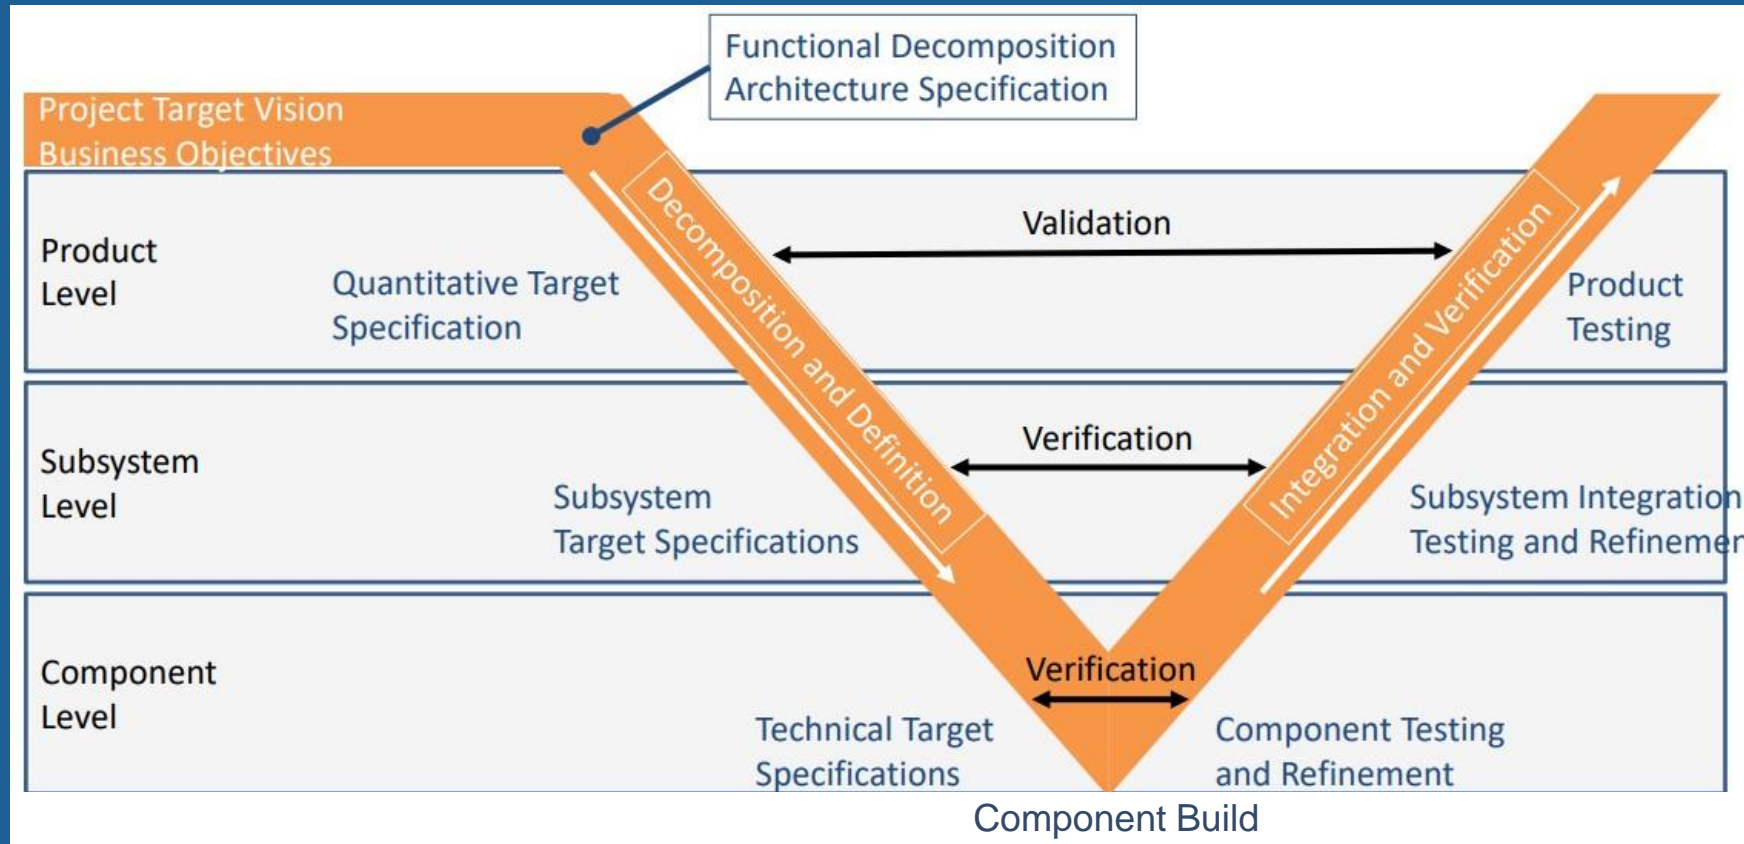 Functional Decomposition
Architecture Specification
Project Target Vision
Business Objectives
Product
Level
Quantitative Target
Specification
Decomposition and Definition
Validation
Integration and Verification
Product
Testing
Subsystem
Level
Subsystem
Target Specifications
Verification
Subsystem Integration
Testing and Refinemen
Component
Level
Technical Target
Specifications
Verification
Component Testing
and Refinement
Component Build